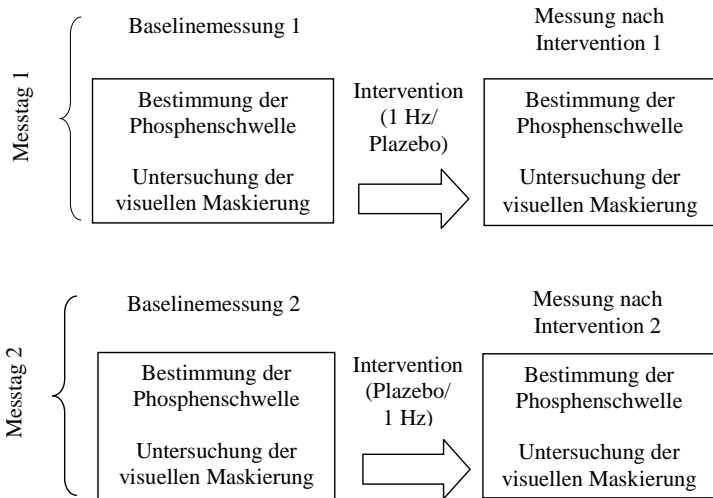 Messtag 1
Baselinemessung 1
Bestimmung der
Phosphenschwelle
Untersuchung der
visuellen Maskierung
Intervention
(1 Hz/
Plazebo)
Messung nach
Intervention 1
Bestimmung der
Phosphenschwelle
Untersuchung der
visuellen Maskierung
Messtag 2
Baselinemessung 2
Bestimmung der
Phosphenschwelle
Untersuchung der
visuellen Maskierung
Intervention
(Plazebo/
1 Hz)
Messung nach
Intervention 2
Bestimmung der
Phosphenschwelle
Untersuchung der
visuellen Maskierung